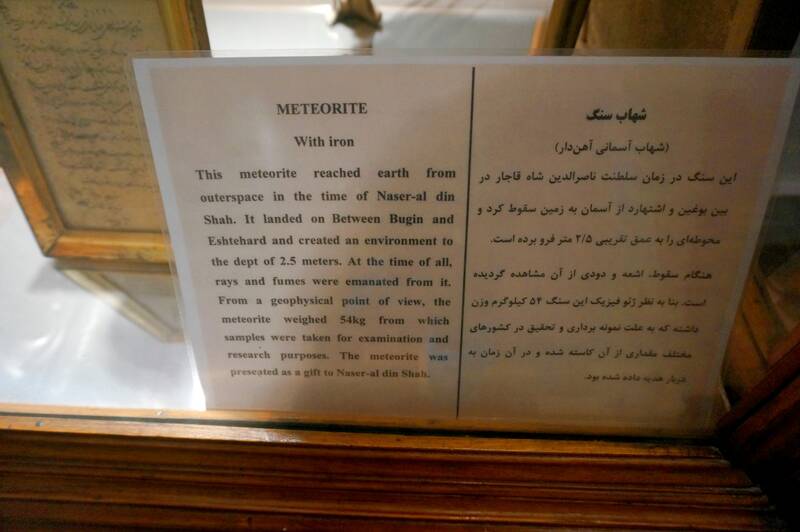 METEORITE
With iron
This meteorite reached earth from
outerspace in the time of Naser-al din
Shah. It landed on Between Bugin and
Eshtehard and created an environment to
the dept of 2.5 meters. At the time of all,
rays and fumes were emanated from it.
From a geophysical point of view, the
meteorite weighed 54kg from which
samples were taken for examination and
research purposes. The meteorite was
presented as a gift to Naser-al din Shah.
شهاب سنگ
(شهاب آسمانی آهن‌دار)
این سنگ در زمان سلطنت ناصرالدین شاه قاجار در
بین بوغین و اشتهارد از آسمان به زمین سقوط کرد و
محوطه‌ای را به عمق تقریبی ۲/۵ متر فرو برده است.
هنگام سقوط، اشعه و دودی از آن مشاهده گردیده
است. بنا به نظر ژئو فیزیک این سنگ ۵۴ کیلوگرم وزن
داشته که به علت نمونه برداری و تحقیق در کشورهای
مختلف مقداری از آن کاسته شده و در آن زمان به
دربار هدیه داده شده بود.